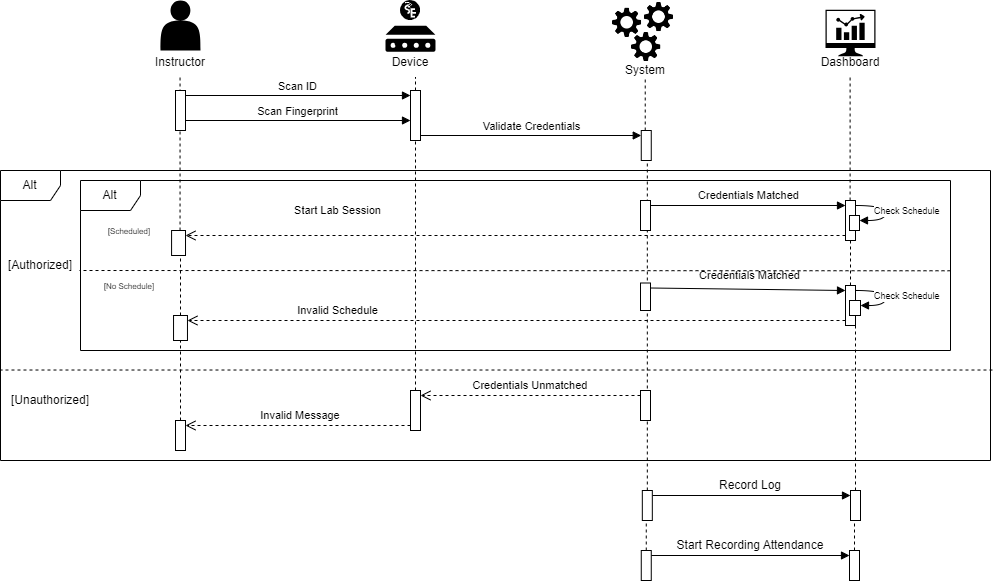 Instructor
Device
System
Dashboard
Scan ID
Scan Fingerprint
Validate Credentials
Alt
Alt
Credentials Matched
Start Lab Session
Check Schedule
[Scheduled]
[Authorized]
Credentials Matched
[No Schedule]
Check Schedule
Invalid Schedule
Credentials Unmatched
[Unauthorized]
Invalid Message
Record Log
Start Recording Attendance